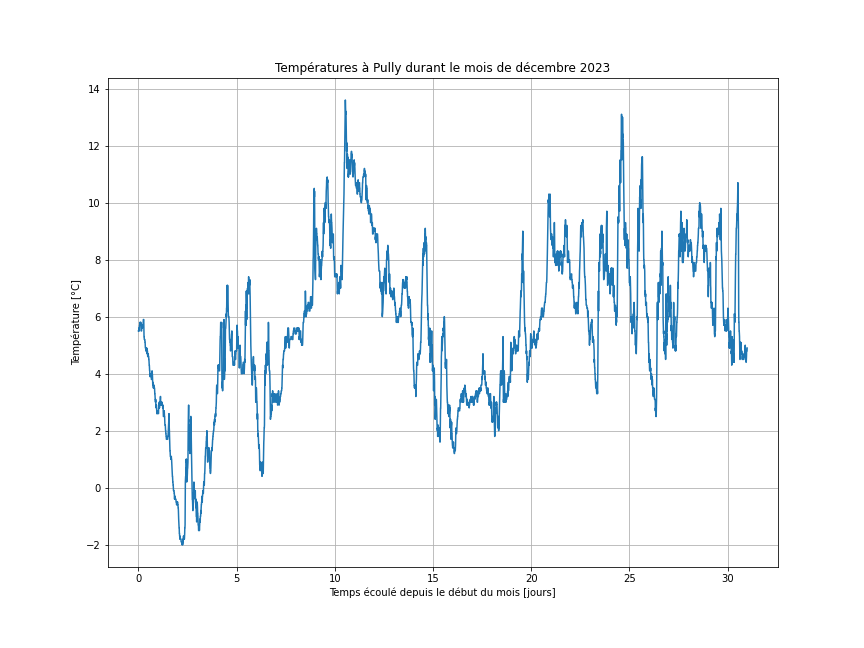 Températures à Pully durant le mois de décembre 2023
14
12
10
8
6
4
2
0
−2
Température [°C]
0 5 10 15 20 25 30
Temps écoulé depuis le début du mois [jours]